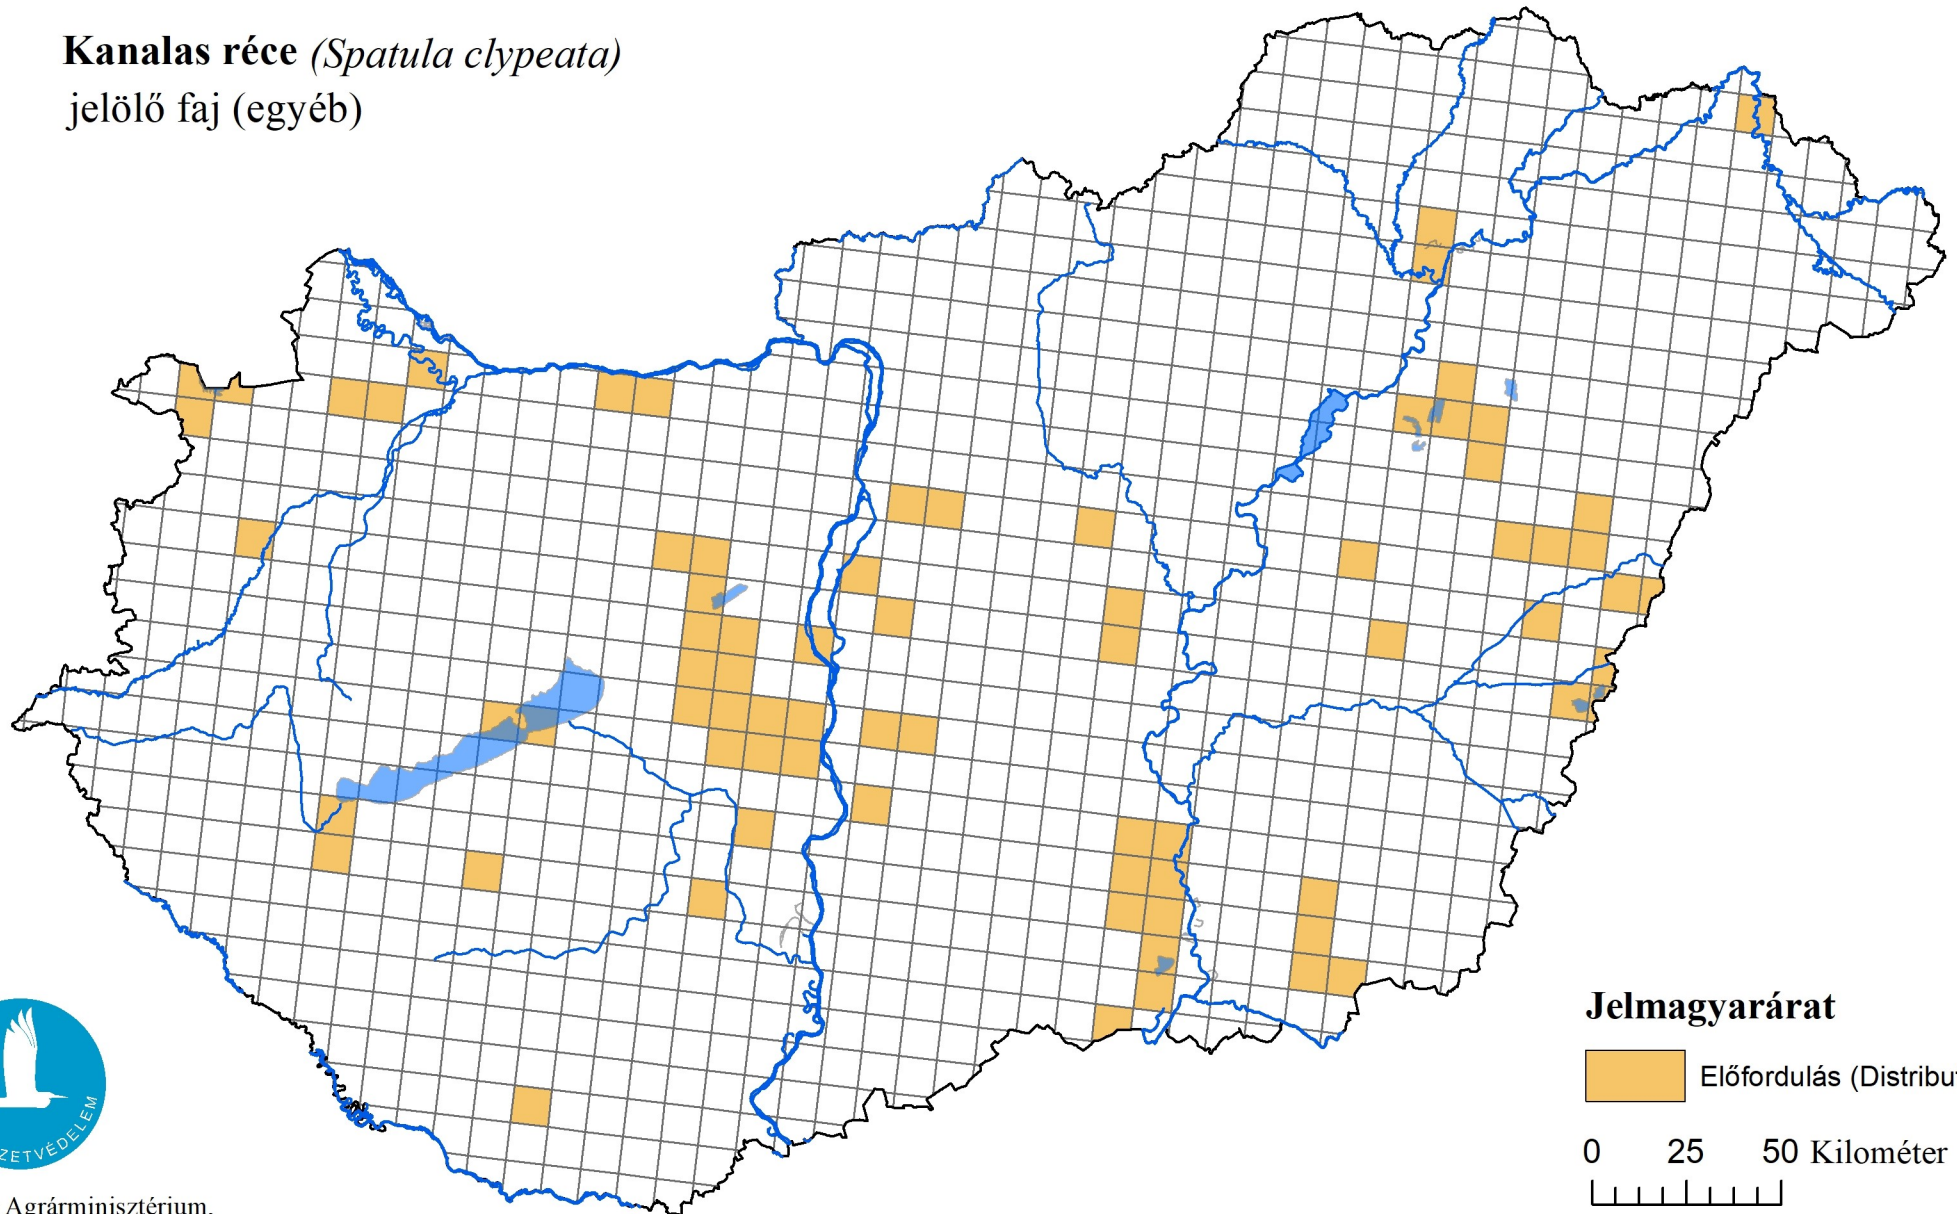 Kanalas réce (Spatula clypeata)
jelölő faj (egyéb)
Jelmagyarárat
Előfordulás (Distribu
0 25 50 Kilométer
ZETVÉDELEM
Agrárminisztérium,